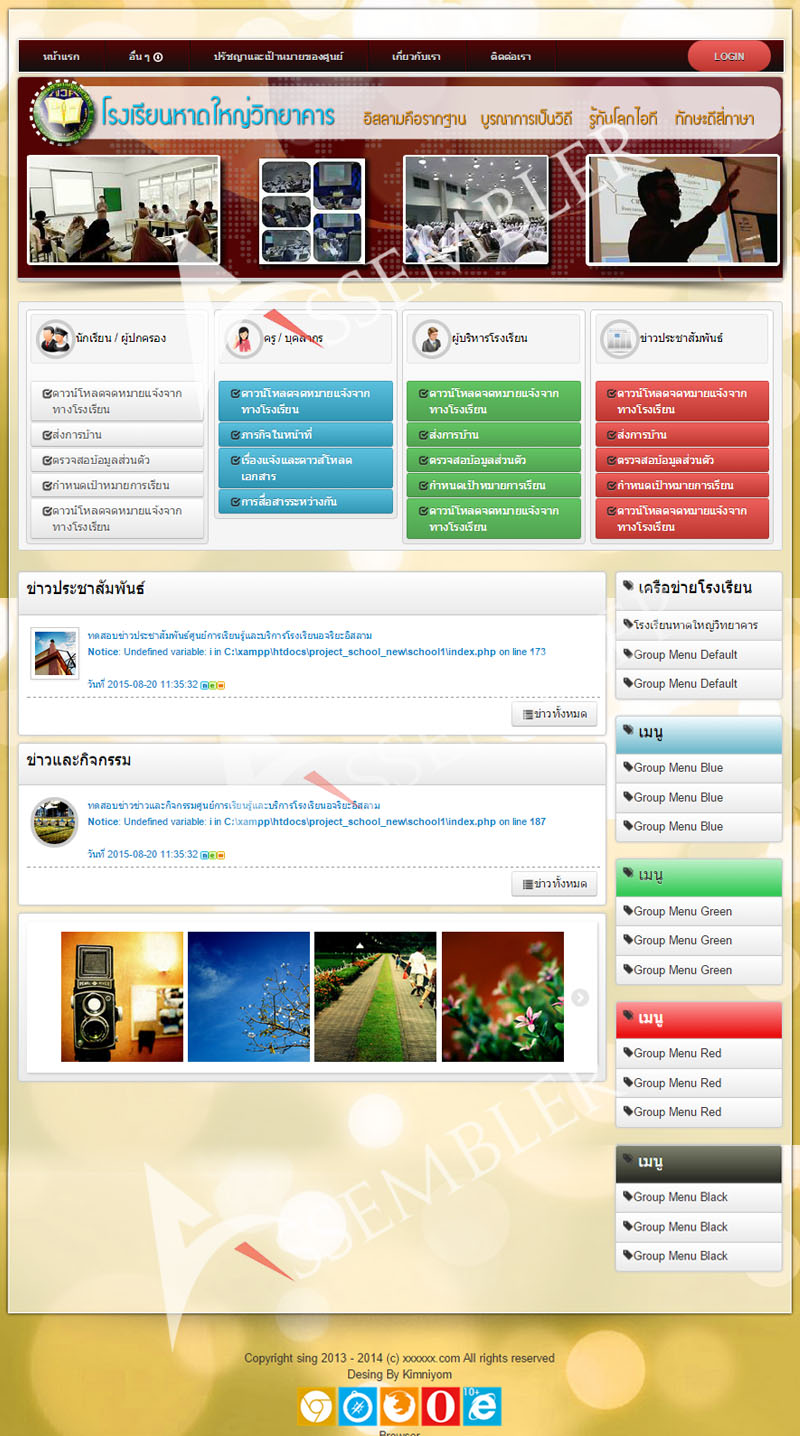 หน้าแรก
อื่น ๆ
ปรัชญาและเป้าหมายของศูนย์
เกี่ยวกับเรา
ติดต่อเรา
LOGIN
โรงเรียนหาดใหญ่วิทยาคาร
อิสลามคือรากฐาน บูรณาการเป็นวิถี รู้ทันโลกไอที ทักษะดีสี่ภาษา
ASSEMBLER
นักเรียน / ผู้ปกครอง
ดาวน์โหลดจดหมายแจ้งจาก
ทางโรงเรียน
ส่งการบ้าน
ตรวจสอบข้อมูลส่วนตัว
กำหนดเป้าหมายการเรียน
ดาวน์โหลดจดหมายแจ้งจาก
ทางโรงเรียน
ครู / บุคลากร
ดาวน์โหลดจดหมายแจ้งจาก
ทางโรงเรียน
ภารกิจในหน้าที่
เรื่องแจ้งและดาวส์โหลด
เอกสาร
การสื่อสารระหว่างกัน
ผู้บริหารโรงเรียน
ดาวน์โหลดจดหมายแจ้งจาก
ทางโรงเรียน
ส่งการบ้าน
ตรวจสอบข้อมูลส่วนตัว
กำหนดเป้าหมายการเรียน
ดาวน์โหลดจดหมายแจ้งจาก
ทางโรงเรียน
ข่าวประชาสัมพันธ์
ดาวน์โหลดจดหมายแจ้งจาก
ทางโรงเรียน
ส่งการบ้าน
ตรวจสอบข้อมูลส่วนตัว
กำหนดเป้าหมายการเรียน
ดาวน์โหลดจดหมายแจ้งจาก
ทางโรงเรียน
ข่าวประชาสัมพันธ์
ทดสอบข่าวประชาสัมพันธ์ศูนย์การเรียนรู้และบริการโรงเรียนอจริยะอิสลาม
Notice: Undefined variable: i in C:\xampp\htdocs\project_school_new\school1\index.php on line 173
วันที่ 2015-08-20 11:35:32 new
ข่าวทั้งหมด
ข่าวและกิจกรรม
ทดสอบข่าวข่าวและกิจกรรมศูนย์การเรียนรู้และบริการโรงเรียนอจริยะอิสลาม
Notice: Undefined variable: i in C:\xampp\htdocs\project_school_new\school1\index.php on line 187
วันที่ 2015-08-20 11:35:32 new
ข่าวทั้งหมด
เครือข่ายโรงเรียน
โรงเรียนหาดใหญ่วิทยาคาร
Group Menu Default
Group Menu Default
เมนู
Group Menu Blue
Group Menu Blue
Group Menu Blue
เมนู
Group Menu Green
Group Menu Green
Group Menu Green
เมนู
Group Menu Red
Group Menu Red
Group Menu Red
เมนู
Group Menu Black
Group Menu Black
Group Menu Black
ASSEMBLER
Copyright sing 2013 - 2014 (c) xxxxxx.com All rights reserved
Desing By Kimniyom
10+
Browser